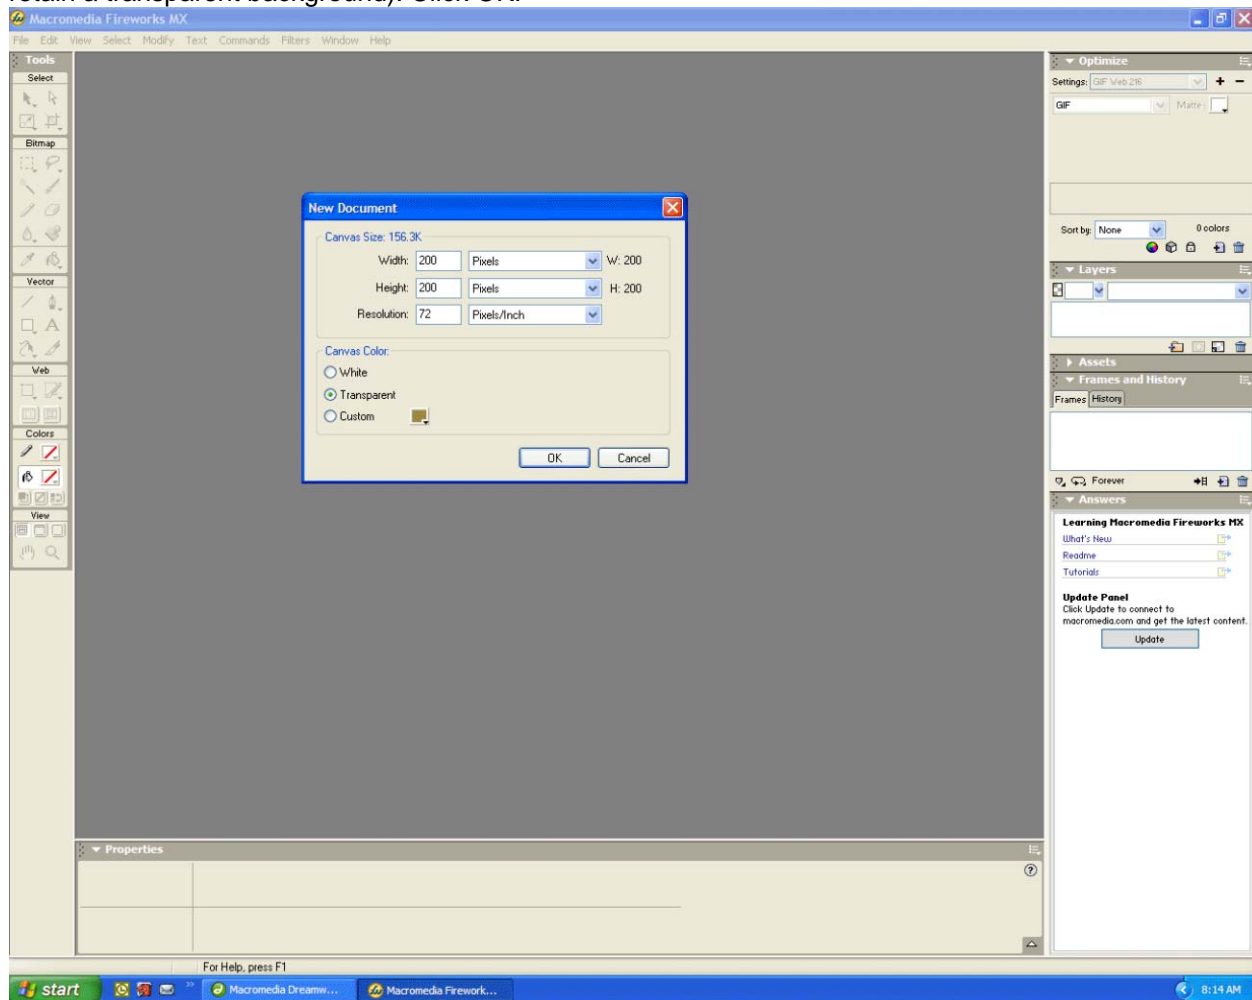 retain a transparent background). Click OK.
Macromedia Fireworks MX
File Edit View Select Modify Text Commands Filters Window Help
Tools
Select
Bitmap
Vector
Web
Colors
View
New Document
Canvas Size: 156.3K
Width: 200 Pixels W: 200
Height: 200 Pixels H: 200
Resolution: 72 Pixels/Inch
Canvas Color:
White
Transparent
Custom
OK Cancel
Optimize
Settings: GIF Web 216
GIF Matte:
Sort by: None 0 colors
Layers
Assets
Frames and History
Frames History
Forever
Answers
Learning Macromedia Fireworks MX
What's New
Readme
Tutorials
Update Panel
Click Update to connect to
macromedia.com and get the latest content.
Update
Properties
For Help, press F1
start Macromedia Dreamw... Macromedia Firework... 8:14 AM